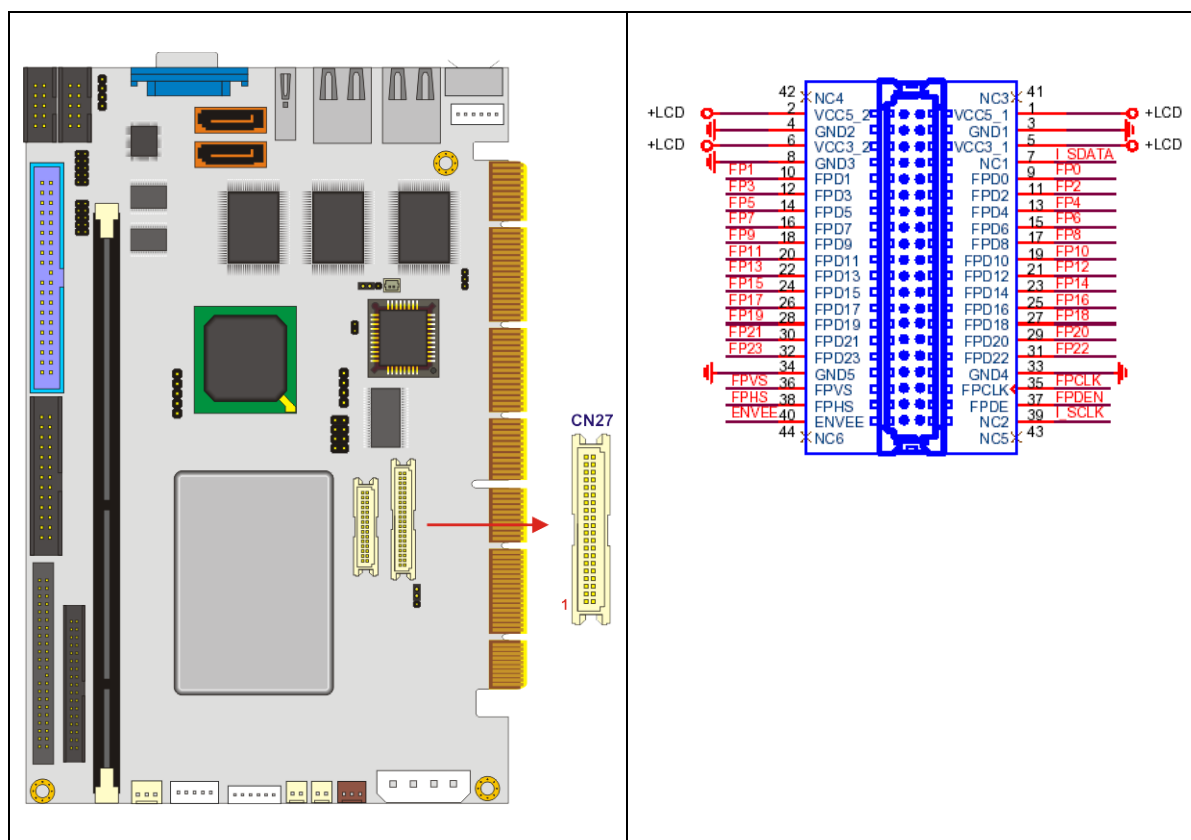 CN27
1
42 NC4 NC3 41
+LCD 2 VCC5_2 VCC5_1 1 +LCD
4 GND2 GND1 3
+LCD 6 VCC3_2 VCC3_1 5 +LCD
8 GND3 NC1 7 I_SDATA
FP1 10 FPD1 FPD0 9 FP0
FP3 12 FPD3 FPD2 11 FP2
FP5 14 FPD5 FPD4 13 FP4
FP7 16 FPD7 FPD6 15 FP6
FP9 18 FPD9 FPD8 17 FP8
FP11 20 FPD11 FPD10 19 FP10
FP13 22 FPD13 FPD12 21 FP12
FP15 24 FPD15 FPD14 23 FP14
FP17 26 FPD17 FPD16 25 FP16
FP19 28 FPD19 FPD18 27 FP18
FP21 30 FPD21 FPD20 29 FP20
FP23 32 FPD23 FPD22 31 FP22
34 GND5 GND4 33
FPVS 36 FPVS FPCLK 35 FPCLK
FPHS 38 FPHS FPDE 37 FPDEN
ENVEE 40 ENVEE NC2 39 I_SCLK
44 NC6 NC5 43